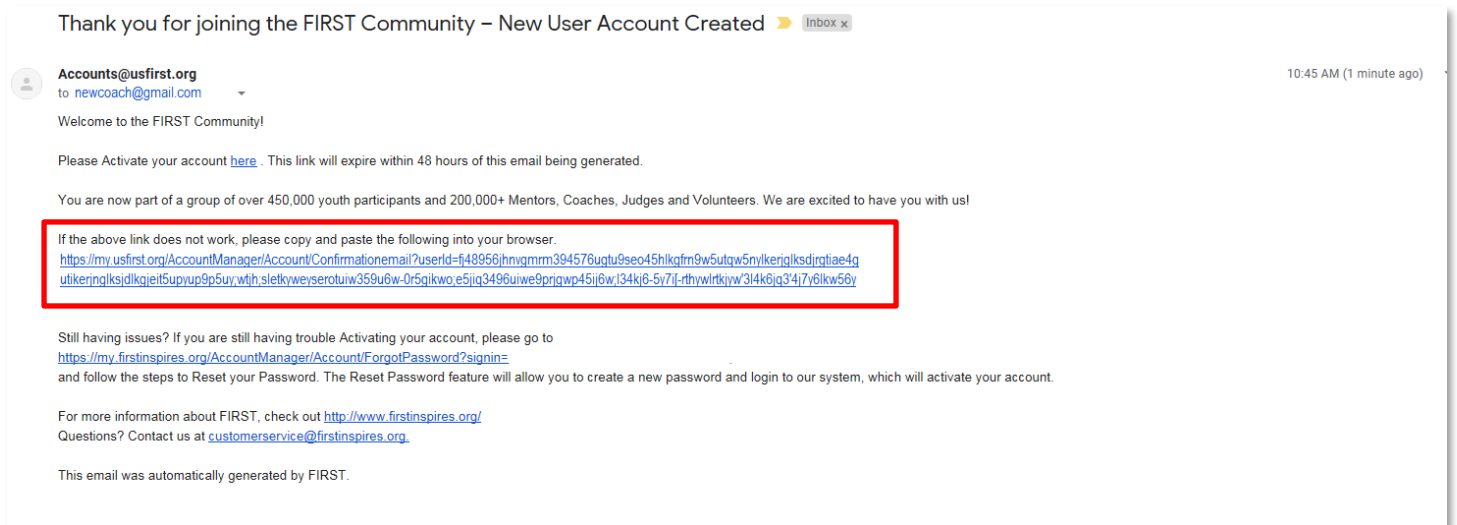 Thank you for joining the FIRST Community – New User Account Created Inbox x
Accounts@usfirst.org 10:45 AM (1 minute ago)
to newcoach@gmail.com
Welcome to the FIRST Community!
Please Activate your account here . This link will expire within 48 hours of this email being generated.
You are now part of a group of over 450,000 youth participants and 200,000+ Mentors, Coaches, Judges and Volunteers. We are excited to have you with us!
If the above link does not work, please copy and paste the following into your browser.
https://my.usfirst.org/AccountManager/Account/Confirmationemail?userId=fj48956jhnvgmrm394576ugtu9seo45hlkgfrn9w5utqw5nylkerjglksdjrgtiae4g
utikerjnglksjdlkgjeit5upyup9p5uy;wtjh;sletkyweyserotuiw359u6w-0r5gikwo;e5jiq3496uiwe9prjgwp45ij6w;l34kj6-5y7i[-rthywlrtkjyw'3l4k6jq3'4j7y6lkw56y
Still having issues? If you are still having trouble Activating your account, please go to
https://my.firstinspires.org/AccountManager/Account/ForgotPassword?signin=
and follow the steps to Reset your Password. The Reset Password feature will allow you to create a new password and login to our system, which will activate your account.
For more information about FIRST, check out http://www.firstinspires.org/
Questions? Contact us at customerservice@firstinspires.org.
This email was automatically generated by FIRST.